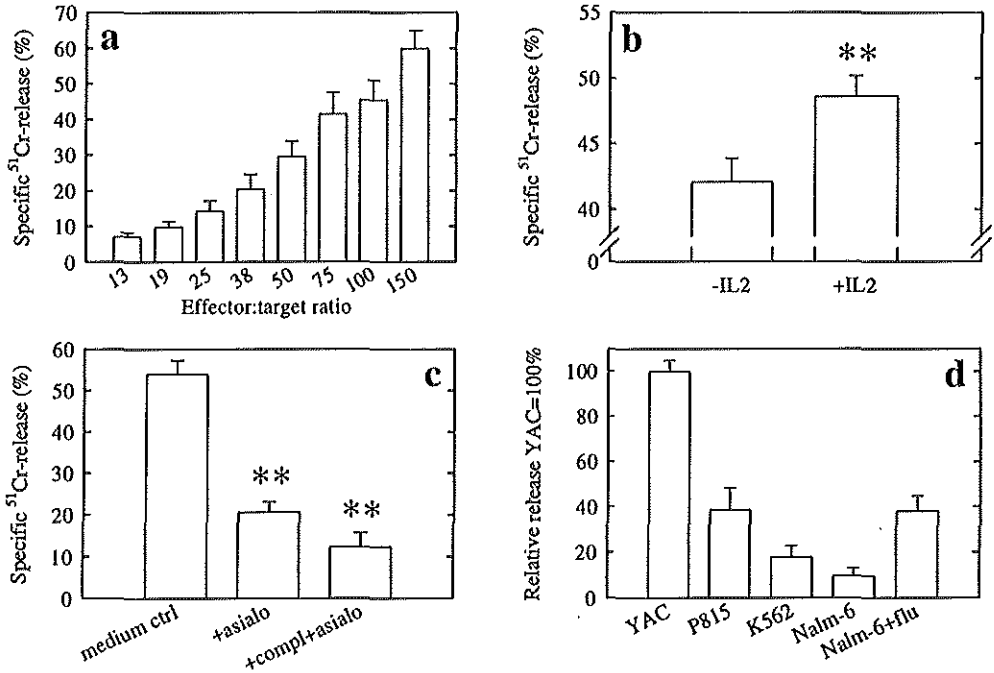 a
Specific ⁵¹Cr-release (%)
70
60
50
40
30
20
10
0
13 19 25 38 50 75 100 150
Effector:target ratio
b
Specific ⁵¹Cr-release (%)
55
50
45
40
0
**
-IL2 +IL2
c
Specific ⁵¹Cr-release (%)
60
50
40
30
20
10
0
** **
medium ctrl +asialo +compl+asialo
d
Relative release YAC=100%
100
80
60
40
20
0
YAC P815 K562 Nalm-6 Nalm-6+flu